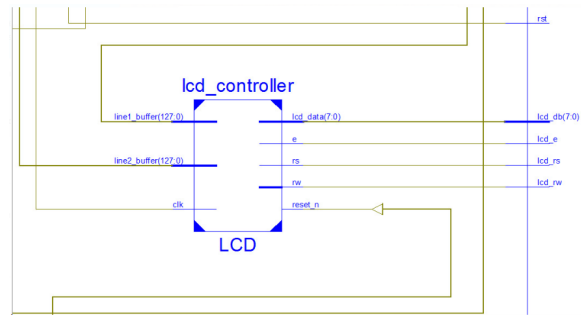 rst
lcd_controller
line1_buffer(127:0)
lcd_data(7:0)
lcd_db(7:0)
e
lcd_e
line2_buffer(127:0)
rs
lcd_rs
rw
lcd_rw
clk
reset_n
LCD